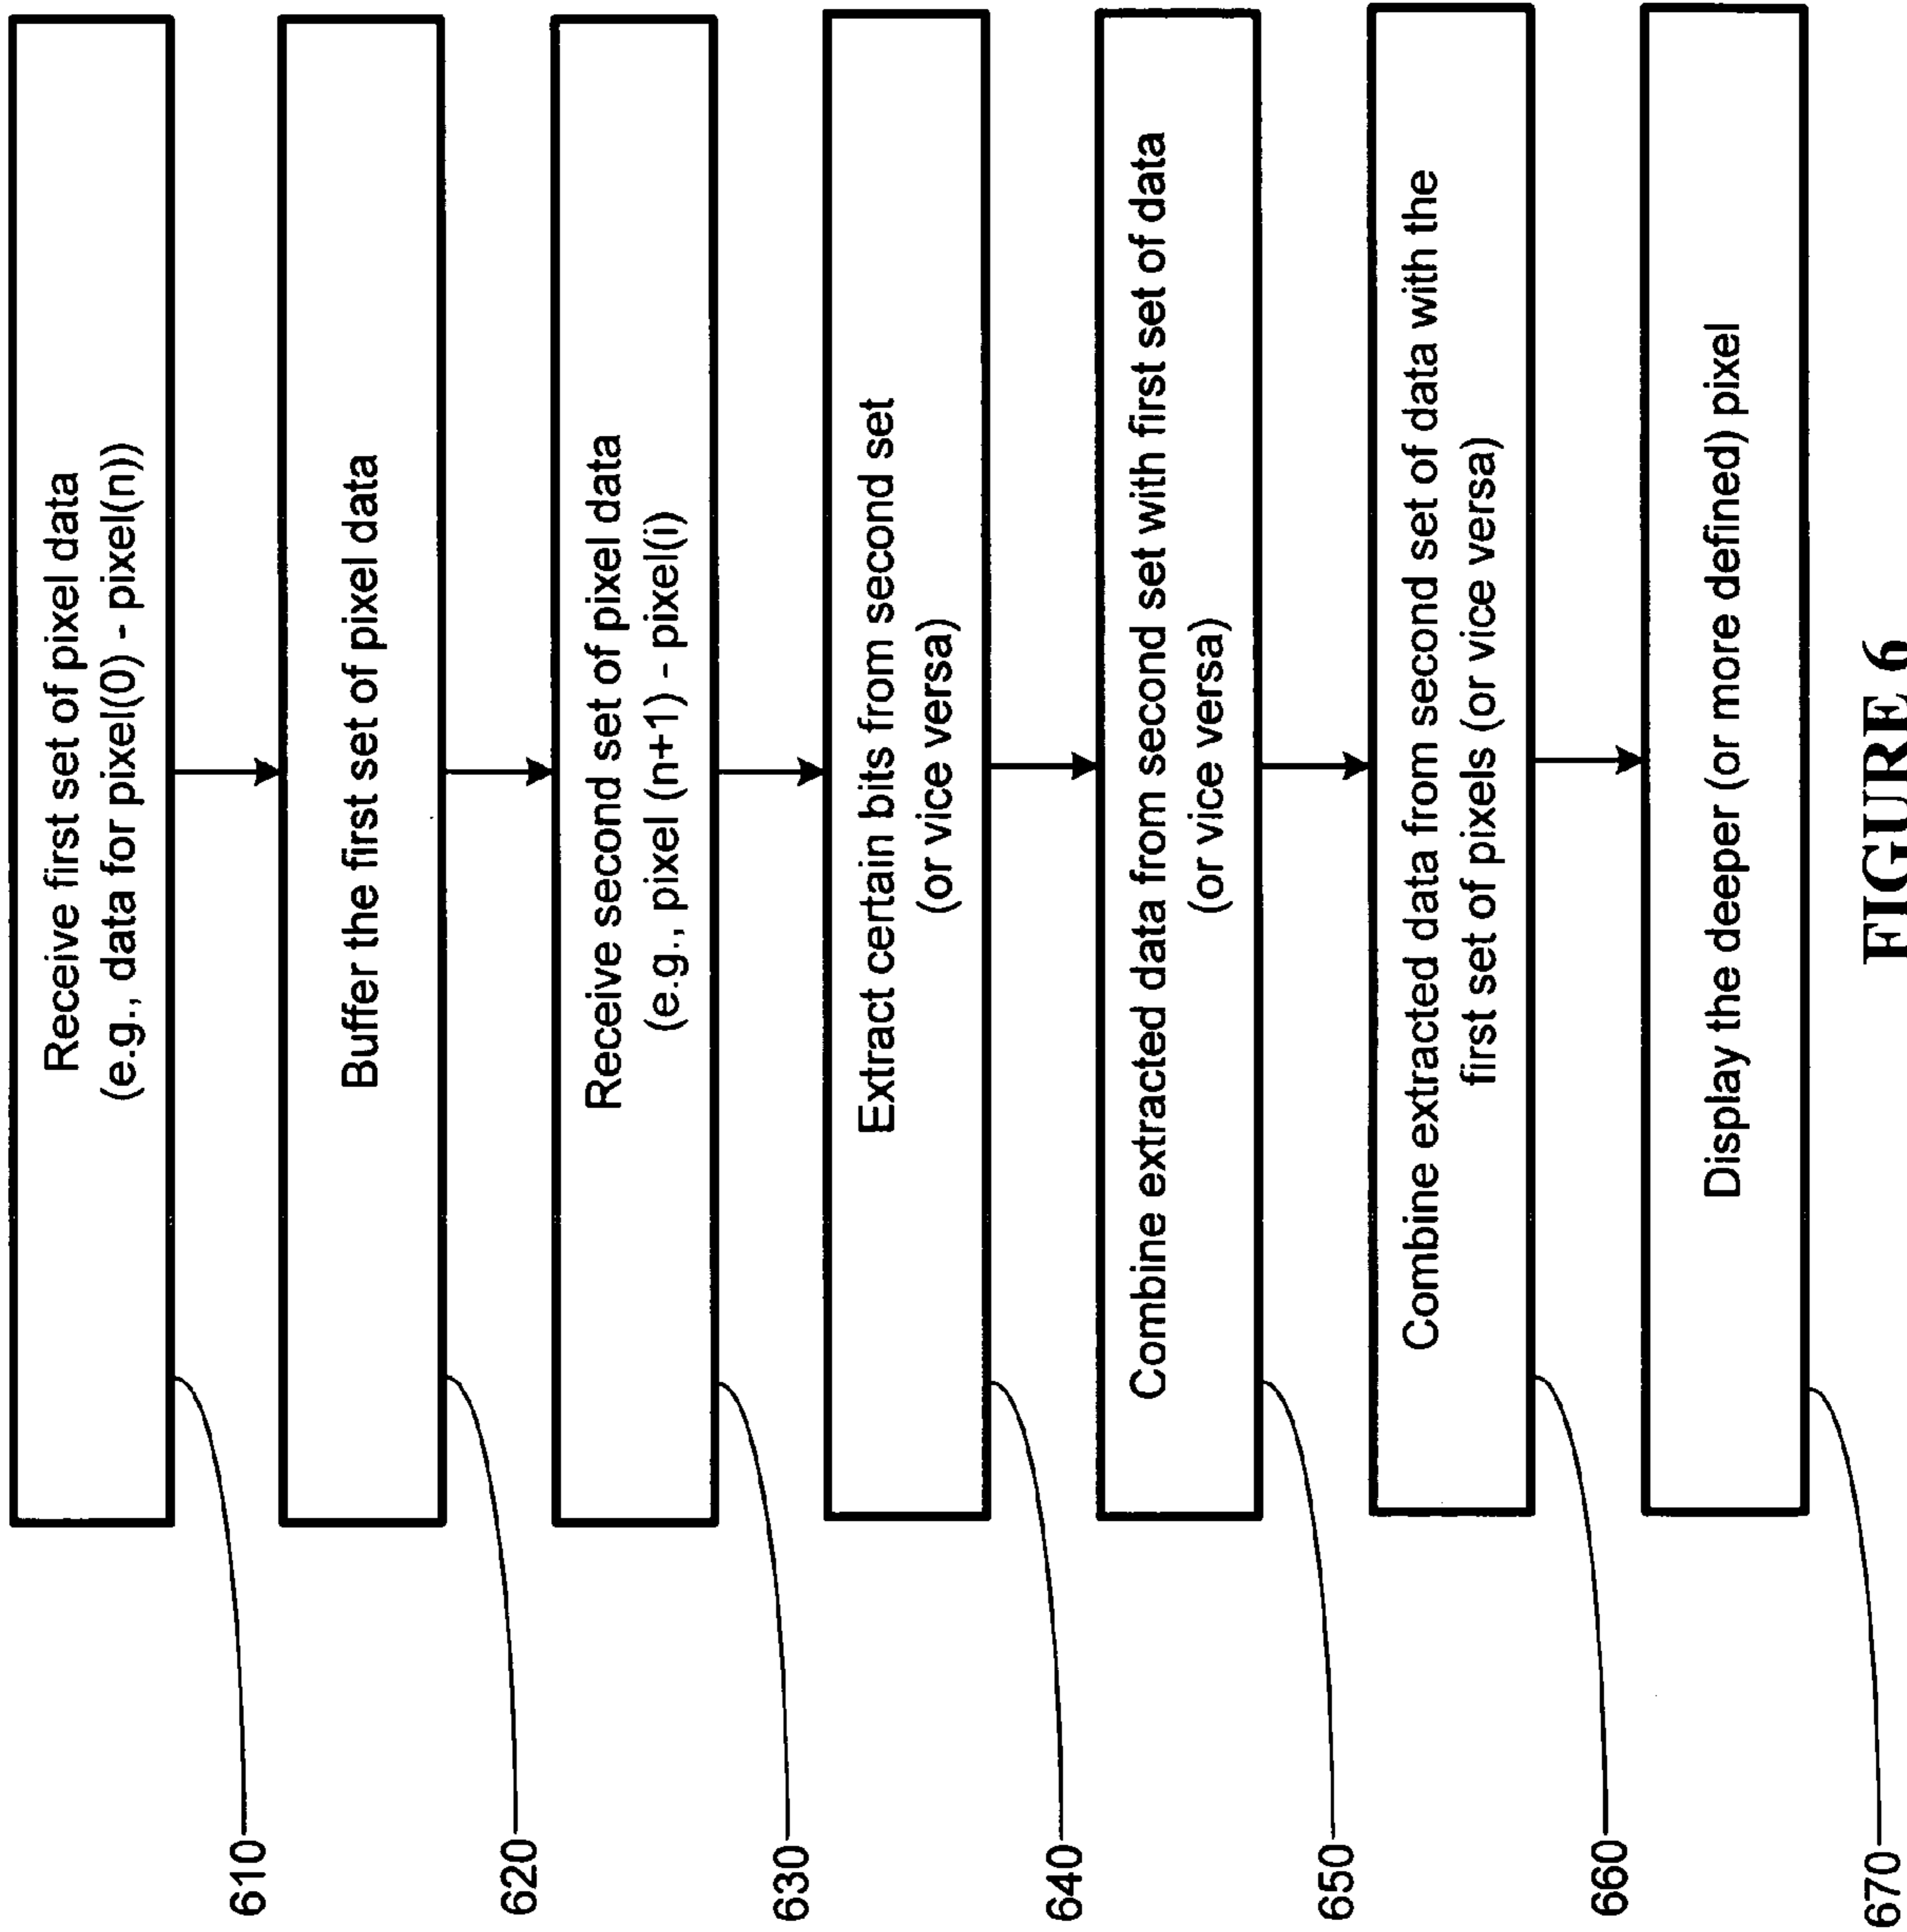 Receive first set of pixel data
(e.g., data for pixel(0) - pixel(n))
610
Buffer the first set of pixel data
620
Receive second set of pixel data
(e.g., pixel (n+1) - pixel(i)
630
Extract certain bits from second set
(or vice versa)
640
Combine extracted data from second set with first set of data
(or vice versa)
650
Combine extracted data from second set of data with the
first set of pixels (or vice versa)
660
Display the deeper (or more defined) pixel
670
FIGURE 6